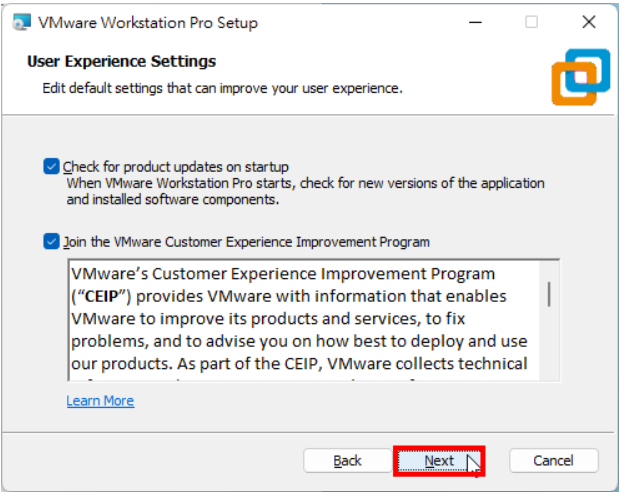 VMware Workstation Pro Setup
User Experience Settings
Edit default settings that can improve your user experience.
Check for product updates on startup
When VMware Workstation Pro starts, check for new versions of the application
and installed software components.
Join the VMware Customer Experience Improvement Program
VMware's Customer Experience Improvement Program
("CEIP") provides VMware with information that enables
VMware to improve its products and services, to fix
problems, and to advise you on how best to deploy and use
our products. As part of the CEIP, VMware collects technical
Learn More
Back Next Cancel